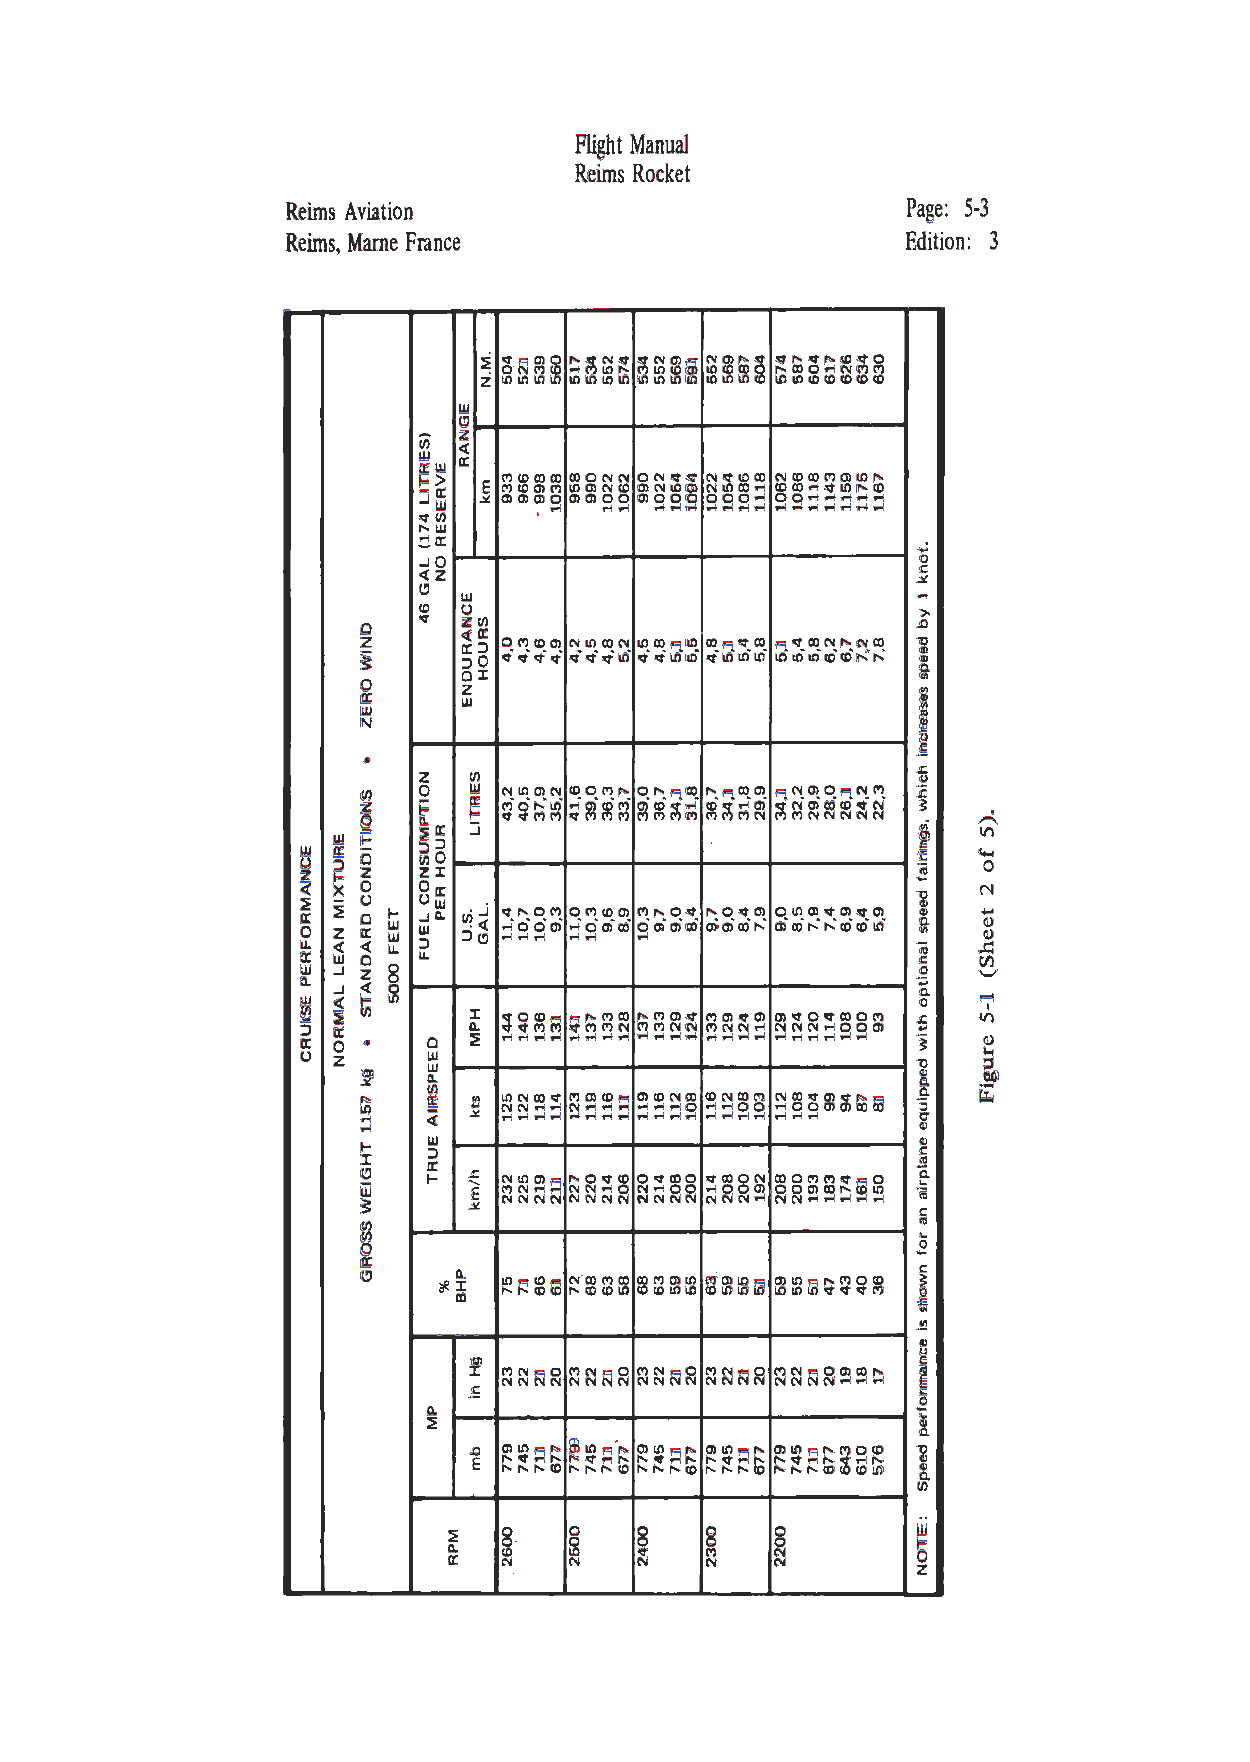 Flight Manual
Reims Rocket
Reims Aviation Page: 5-3
Reims, Marne France Edition: 3
CRUISE PERFORMANCE
NORMAL LEAN MIXTURE
GROSS WEIGHT 1157 kg • STANDARD CONDITIONS • ZERO WIND
5000 FEET
RPM MP % BHP TRUE AIRSPEED FUEL CONSUMPTION PER HOUR 46 GAL (174 LITRES) NO RESERVE
mb in Hg km/h kts MPH U.S. GAL. LITRES ENDURANCE HOURS RANGE km N.M.
2600 779 23 75 232 125 144 11,4 43,2 4,0 933 504
745 22 71 225 122 140 10,7 40,5 4,3 966 521
711 21 66 219 118 136 10,0 37,9 4,6 998 539
677 20 61 211 114 131 9,3 35,2 4,9 1038 560
2500 779 23 72 227 123 141 11,0 41,6 4,2 958 517
745 22 68 220 119 137 10,3 39,0 4,5 990 534
711 21 63 214 116 133 9,6 36,3 4,8 1022 552
677 20 58 206 111 128 8,9 33,7 5,2 1062 574
2400 779 23 68 220 119 137 10,3 39,0 4,5 990 534
745 22 63 214 116 133 9,7 36,7 4,8 1022 552
711 21 59 208 112 129 9,0 34,1 5,1 1054 569
677 20 55 200 108 124 8,4 31,8 5,5 1094 591
2300 779 23 63 214 116 133 9,7 36,7 4,8 1022 552
745 22 59 208 112 129 9,0 34,1 5,1 1054 569
711 21 55 200 108 124 8,4 31,8 5,4 1086 587
677 20 51 192 103 119 7,9 29,9 5,8 1118 604
2200 779 23 59 208 112 129 9,0 34,1 5,1 1062 574
745 22 55 200 108 124 8,5 32,2 5,4 1086 587
711 21 51 193 104 120 7,9 29,9 5,8 1118 604
677 20 47 183 99 114 7,4 28,0 6,2 1143 617
643 19 43 174 94 108 6,9 26,1 6,7 1159 626
610 18 40 161 87 100 6,4 24,2 7,2 1175 634
576 17 36 150 81 93 5,9 22,3 7,8 1167 630
NOTE: Speed performance is shown for an airplane equipped with optional speed fairings, which increases speed by 1 knot.
Figure 5-1 (Sheet 2 of 5).